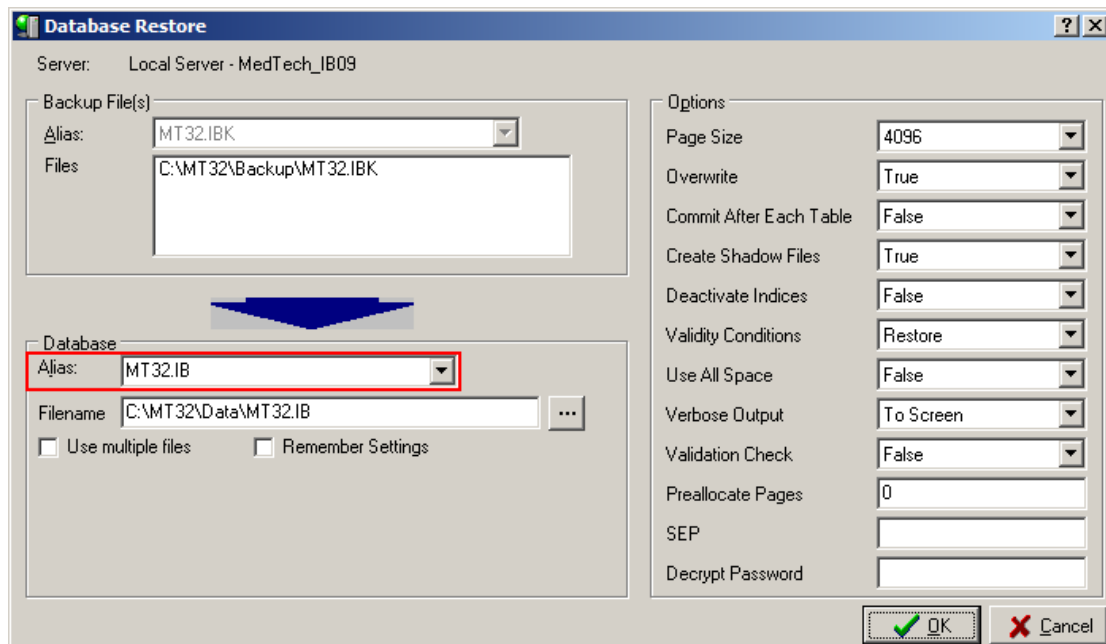 Database Restore
Server: Local Server - MedTech_IB09
Backup File(s)
Alias: MT32.IBK
Files C:\MT32\Backup\MT32.IBK
Database
Alias: MT32.IB
Filename C:\MT32\Data\MT32.IB ...
Use multiple files Remember Settings
Options
Page Size 4096
Overwrite True
Commit After Each Table False
Create Shadow Files True
Deactivate Indices False
Validity Conditions Restore
Use All Space False
Verbose Output To Screen
Validation Check False
Preallocate Pages 0
SEP
Decrypt Password
OK Cancel